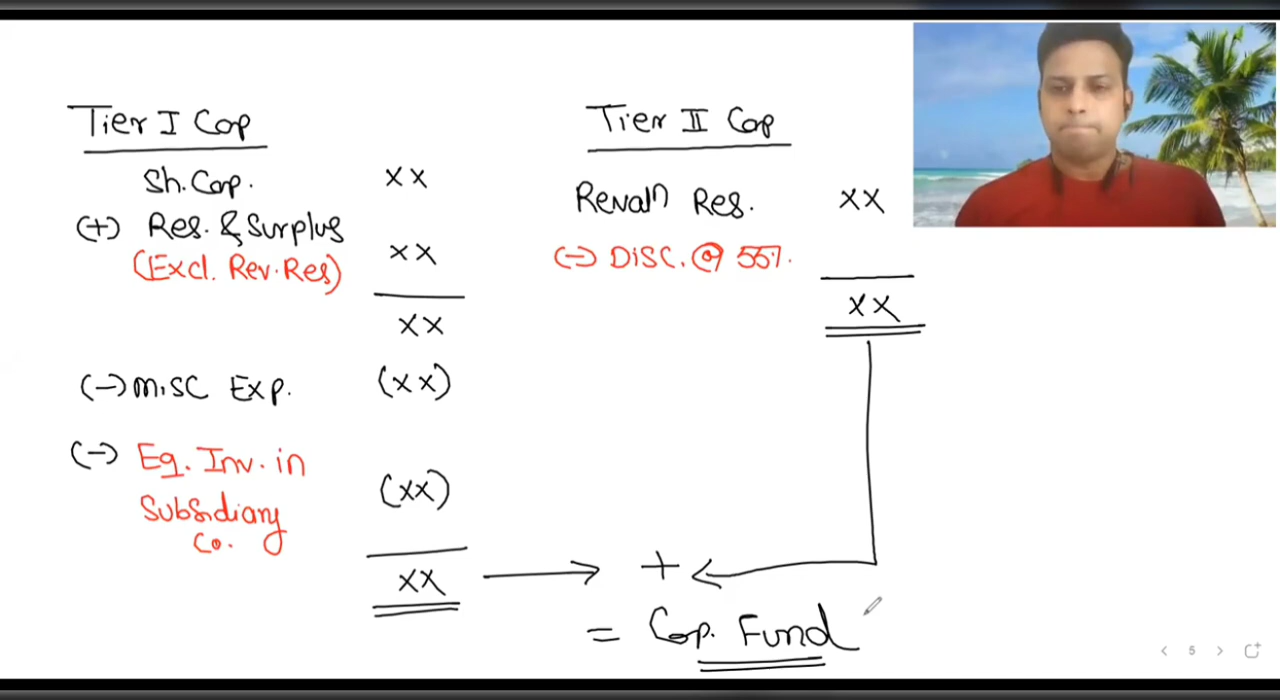 Tier I Cap
Sh. Cap. XX
(+) Res. & Surplus
(Excl. Rev. Res) XX
XX
(-) Misc Exp. (XX)
(-) Eq. Inv. in
Subsidiary (XX)
Co.
XX
Tier II Cap
Revaln Res. XX
(-) Disc. @ 55%.
XX
+
= Cap. Fund
< 5 >